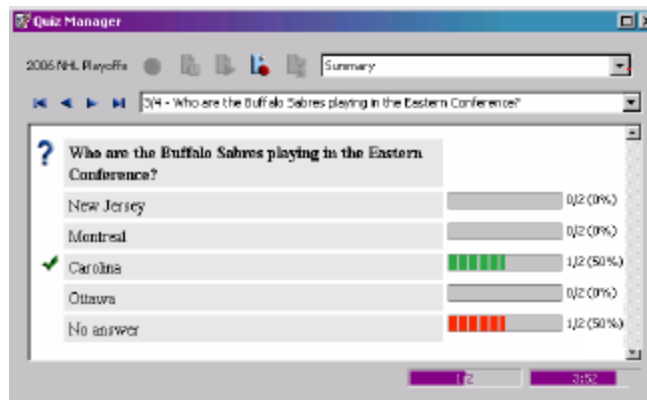 Quiz Manager
2006 NHL Playoffs
Summary
3/4 - Who are the Buffalo Sabres playing in the Eastern Conference?
? Who are the Buffalo Sabres playing in the Eastern
Conference?
New Jersey 0/2 (0%)
Montreal 0/2 (0%)
Carolina 1/2 (50%)
Ottawa 0/2 (0%)
No answer 1/2 (50%)
1/2 3:52